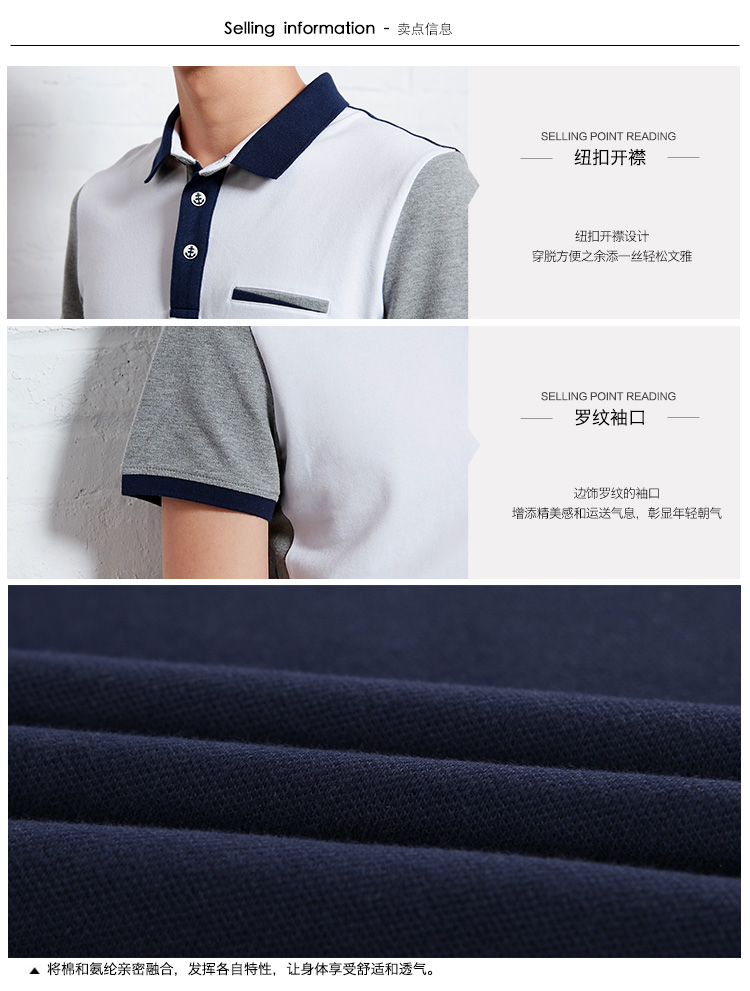 Selling information - 卖点信息
SELLING POINT READING
纽扣开襟
纽扣开襟设计
穿脱方便之余添一丝轻松文雅
SELLING POINT READING
罗纹袖口
边饰罗纹的袖口
增添精美感和运送气息，彰显年轻朝气
▲ 将棉和氨纶亲密融合，发挥各自特性，让身体享受舒适和透气。